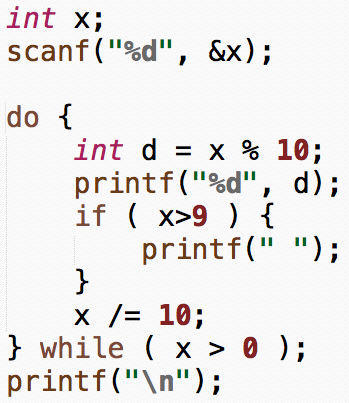 int x;
scanf("%d", &x);

do {
    int d = x % 10;
    printf("%d", d);
    if ( x>9 ) {
        printf(" ");
    }
    x /= 10;
} while ( x > 0 );
printf("\n");